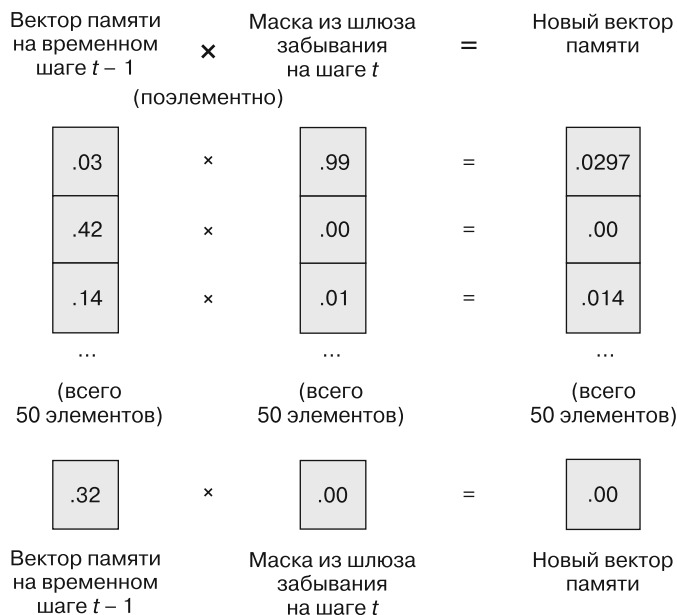 Вектор памяти
на временном
шаге t – 1
×
Маска из шлюза
забывания
на шаге t
=
Новый вектор
памяти
(поэлементно)
.03 × .99 = .0297
.42 × .00 = .00
.14 × .01 = .014
... ... ...
(всего
50 элементов)
(всего
50 элементов)
(всего
50 элементов)
.32 × .00 = .00
Вектор памяти
на временном
шаге t – 1
Маска из шлюза
забывания
на шаге t
Новый вектор
памяти